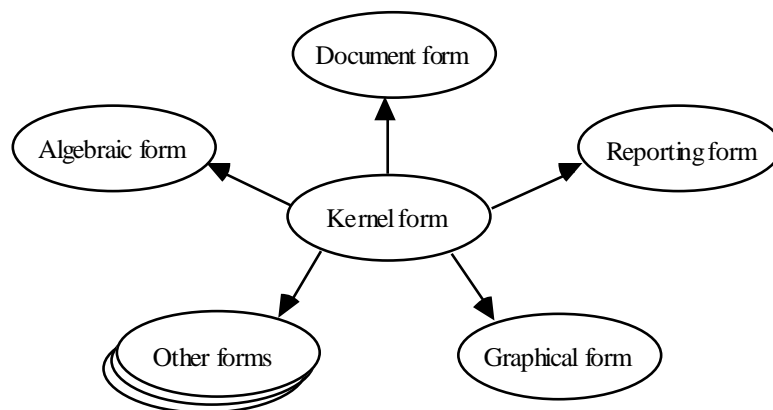 Document form
Algebraic form
Reporting form
Kernel form
Other forms
Graphical form